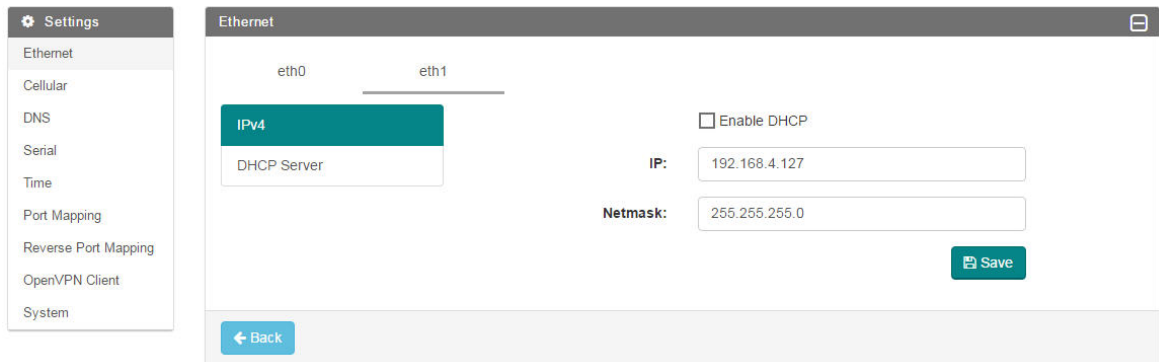 Settings
Ethernet
Cellular
DNS
Serial
Time
Port Mapping
Reverse Port Mapping
OpenVPN Client
System
Ethernet
eth0
eth1
IPv4
DHCP Server
Enable DHCP
IP: 192.168.4.127
Netmask: 255.255.255.0
Save
Back